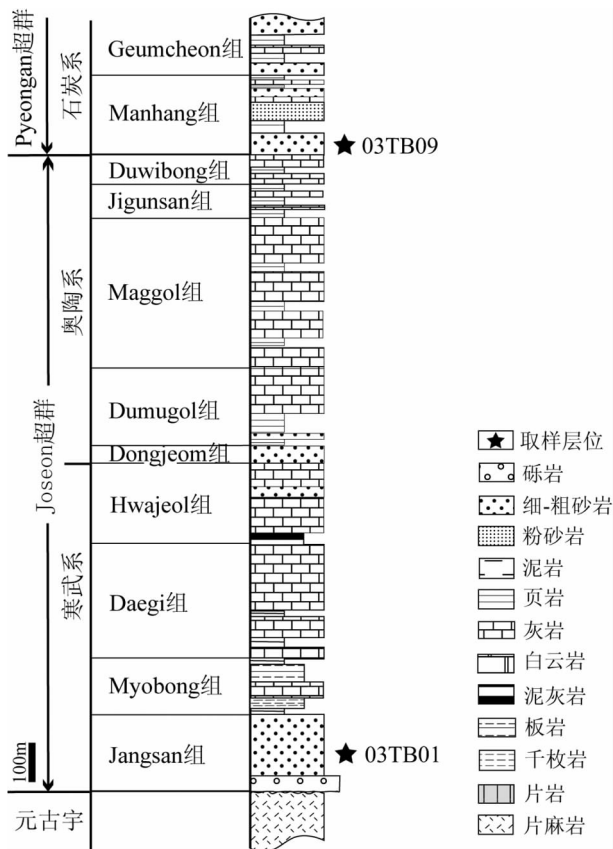 Pyeongan超群
石炭系
Geumcheon组
Manhang组
03TB09
Joseon超群
奥陶系
Duwibong组
Jigunsan组
Maggol组
Dumugol组
Dongjeom组
寒武系
Hwajeol组
Daegi组
Myobong组
Jangsan组
03TB01
100m
元古宇
取样层位
砾岩
细-粗砂岩
粉砂岩
泥岩
页岩
灰岩
白云岩
泥灰岩
板岩
千枚岩
片岩
片麻岩